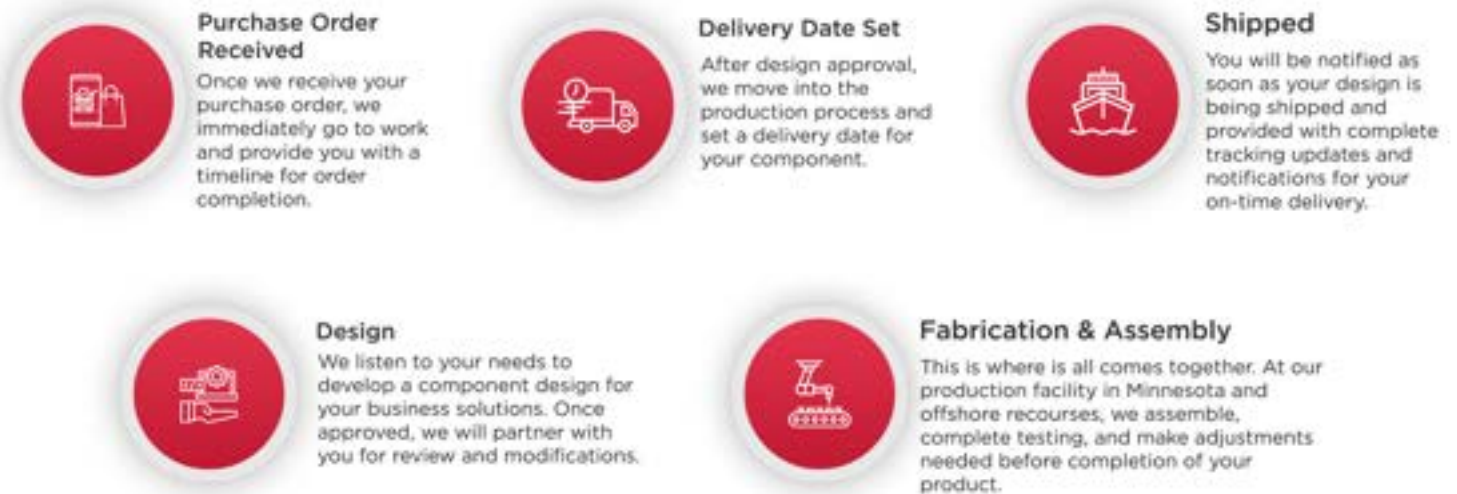 Purchase Order
Received
Once we receive your
purchase order, we
immediately go to work
and provide you with a
timeline for order
completion.
Delivery Date Set
After design approval,
we move into the
production process and
set a delivery date for
your component.
Shipped
You will be notified as
soon as your design is
being shipped and
provided with complete
tracking updates and
notifications for your
on-time delivery.
Design
We listen to your needs to
develop a component design for
your business solutions. Once
approved, we will partner with
you for review and modifications.
Fabrication & Assembly
This is where is all comes together. At our
production facility in Minnesota and
offshore recourses, we assemble,
complete testing, and make adjustments
needed before completion of your
product.